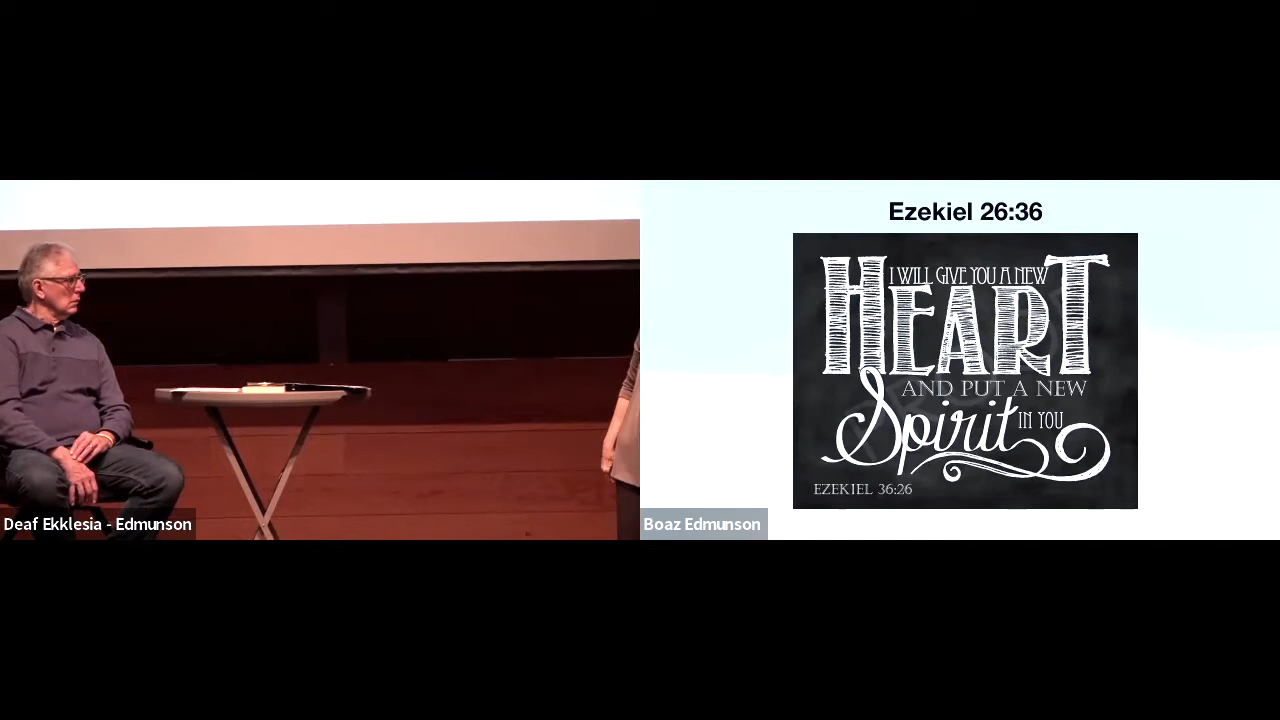 Deaf Ekklesia - Edmunson
Ezekiel 26:36
I WILL GIVE YOU A NEW
HEART
AND PUT A NEW
Spirit IN YOU
EZEKIEL 36:26
Boaz Edmunson